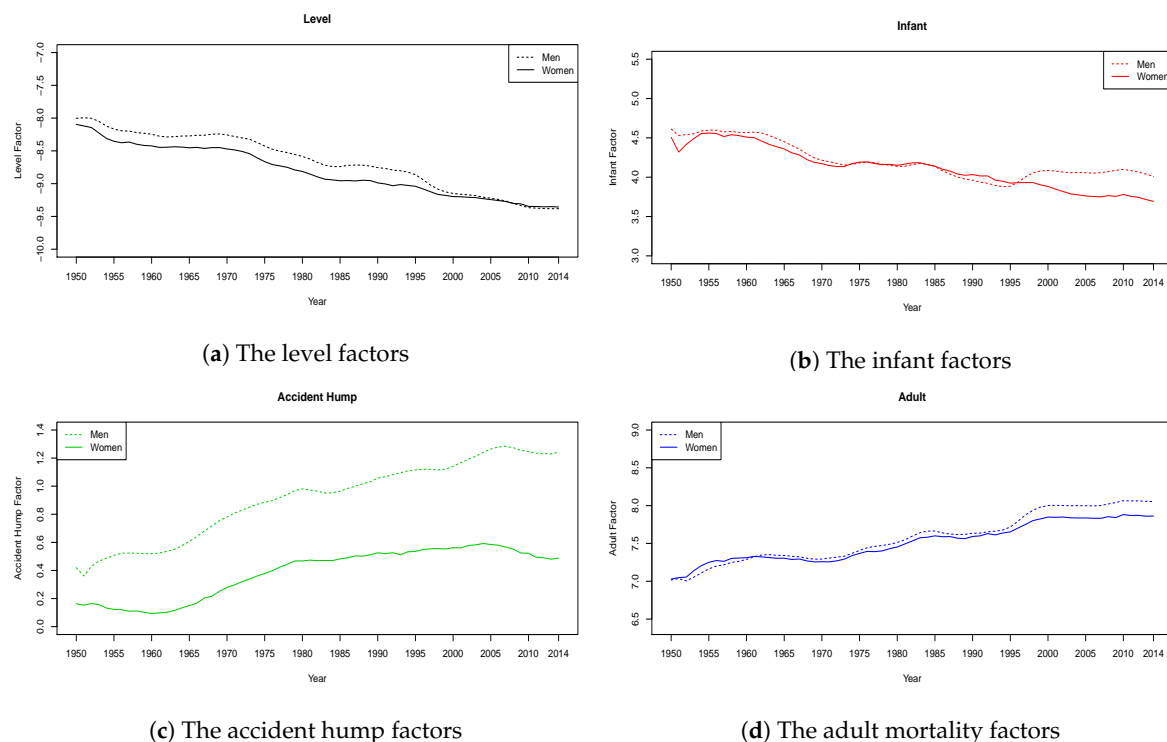 Level
Level Factor
-7.0
-7.5
-8.0
-8.5
-9.0
-9.5
-10.0
Men
Women
1950 1955 1960 1965 1970 1975 1980 1985 1990 1995 2000 2005 2010 2014
Year
(a) The level factors
Infant
Infant Factor
5.5
5.0
4.5
4.0
3.5
3.0
Men
Women
1950 1955 1960 1965 1970 1975 1980 1985 1990 1995 2000 2005 2010 2014
Year
(b) The infant factors
Accident Hump
Accident Hump Factor
1.4
1.2
1.0
0.8
0.6
0.4
0.2
0.0
Men
Women
1950 1955 1960 1965 1970 1975 1980 1985 1990 1995 2000 2005 2010 2014
Year
(c) The accident hump factors
Adult
Adult Factor
9.0
8.5
8.0
7.5
7.0
6.5
Men
Women
1950 1955 1960 1965 1970 1975 1980 1985 1990 1995 2000 2005 2010 2014
Year
(d) The adult mortality factors